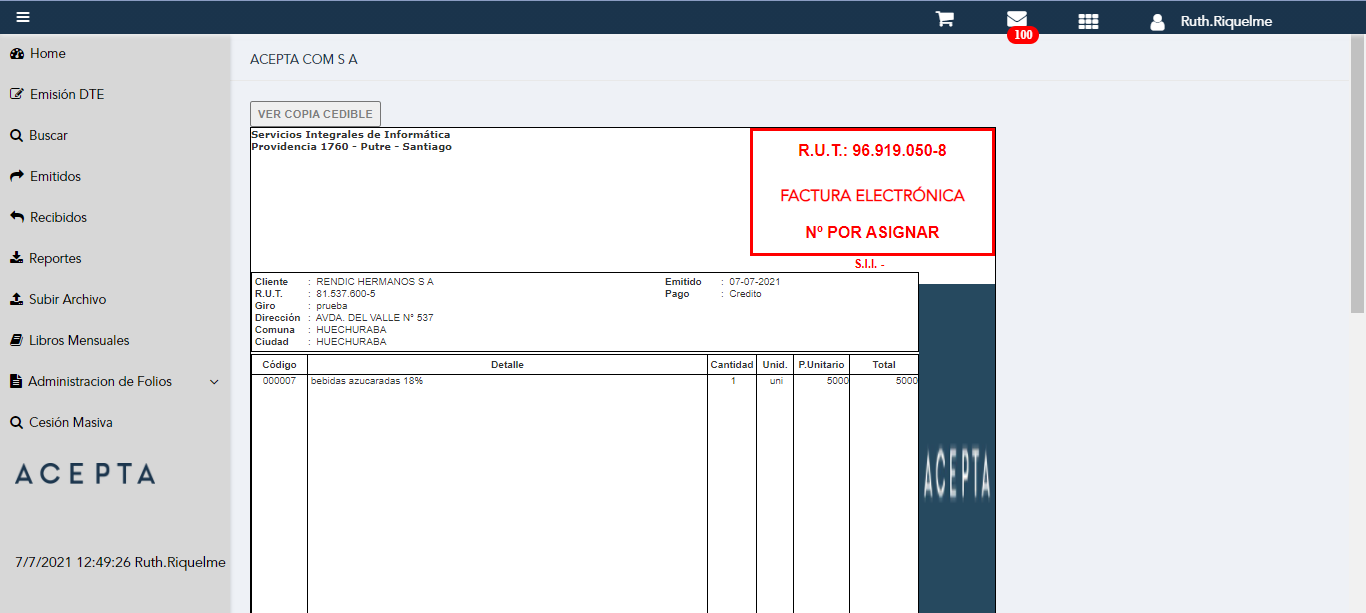 Ruth.Riquelme
100
Home
Emisión DTE
Buscar
Emitidos
Recibidos
Reportes
Subir Archivo
Libros Mensuales
Administracion de Folios
Cesión Masiva
ACEPTA
7/7/2021 12:49:26 Ruth.Riquelme
ACEPTA COM S A
VER COPIA CEDIBLE
Servicios Integrales de Informática
Providencia 1760 - Putre - Santiago
R.U.T.: 96.919.050-8
FACTURA ELECTRÓNICA
Nº POR ASIGNAR
S.I.I. -
Cliente : RENDIC HERMANOS S A Emitido : 07-07-2021
R.U.T. : 81.537.600-5 Pago : Credito
Giro : prueba
Dirección : AVDA. DEL VALLE N° 537
Comuna : HUECHURABA
Ciudad : HUECHURABA
Código Detalle Cantidad Unid. P.Unitario Total
000007 bebidas azucaradas 18% 1 uni 5000 5000
ACEPTA